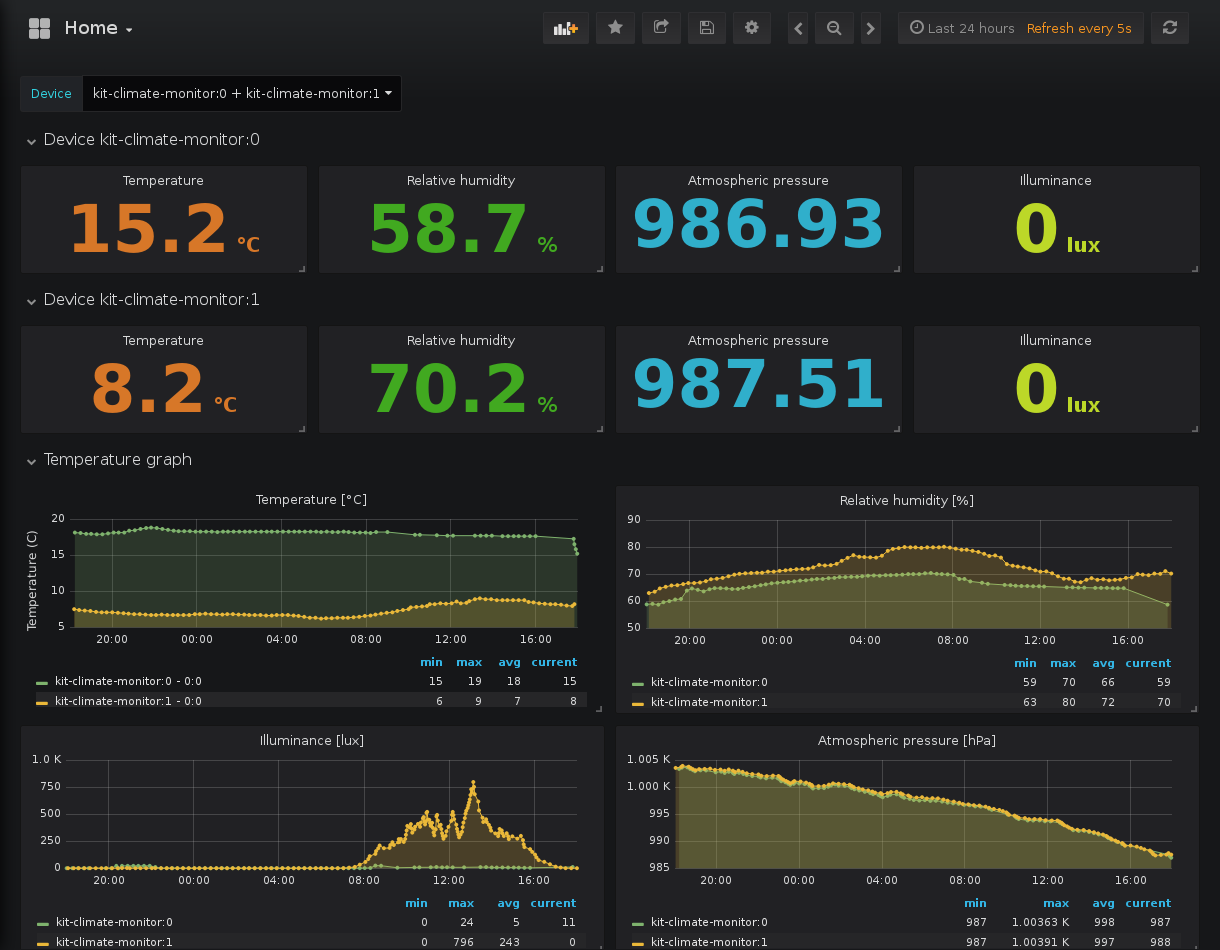 Home
Last 24 hours Refresh every 5s
Device kit-climate-monitor:0 + kit-climate-monitor:1
Device kit-climate-monitor:0
Temperature Relative humidity Atmospheric pressure Illuminance
15.2 °C 58.7 % 986.93 0 lux
Device kit-climate-monitor:1
Temperature Relative humidity Atmospheric pressure Illuminance
8.2 °C 70.2 % 987.51 0 lux
Temperature graph
Temperature [°C]
Temperature (C)
20
15
10
5
20:00 00:00 04:00 08:00 12:00 16:00
min max avg current
kit-climate-monitor:0 - 0:0 15 19 18 15
kit-climate-monitor:1 - 0:0 6 9 7 8
Relative humidity [%]
90
80
70
60
50
20:00 00:00 04:00 08:00 12:00 16:00
min max avg current
kit-climate-monitor:0 59 70 66 59
kit-climate-monitor:1 63 80 72 70
Illuminance [lux]
1.0 K
750
500
250
0
20:00 00:00 04:00 08:00 12:00 16:00
min max avg current
kit-climate-monitor:0 0 24 5 11
kit-climate-monitor:1 0 796 243 0
Atmospheric pressure [hPa]
1.005 K
1.000 K
995
990
985
20:00 00:00 04:00 08:00 12:00 16:00
min max avg current
kit-climate-monitor:0 987 1.00363 K 998 987
kit-climate-monitor:1 987 1.00391 K 997 988